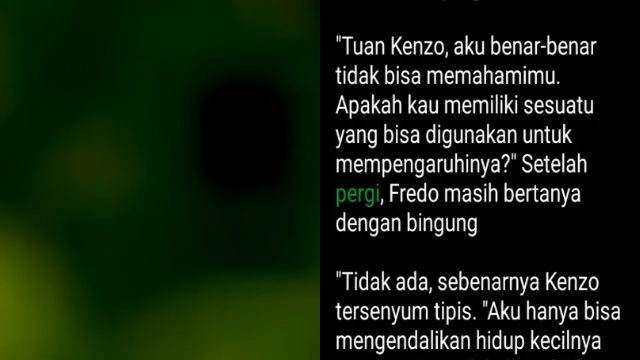 "Tuan Kenzo, aku benar-benar
tidak bisa memahamimu.
Apakah kau memiliki sesuatu
yang bisa digunakan untuk
mempengaruhinya?" Setelah
pergi, Fredo masih bertanya
dengan bingung
"Tidak ada, sebenarnya Kenzo
tersenyum tipis. "Aku hanya bisa
mengendalikan hidup kecilnya